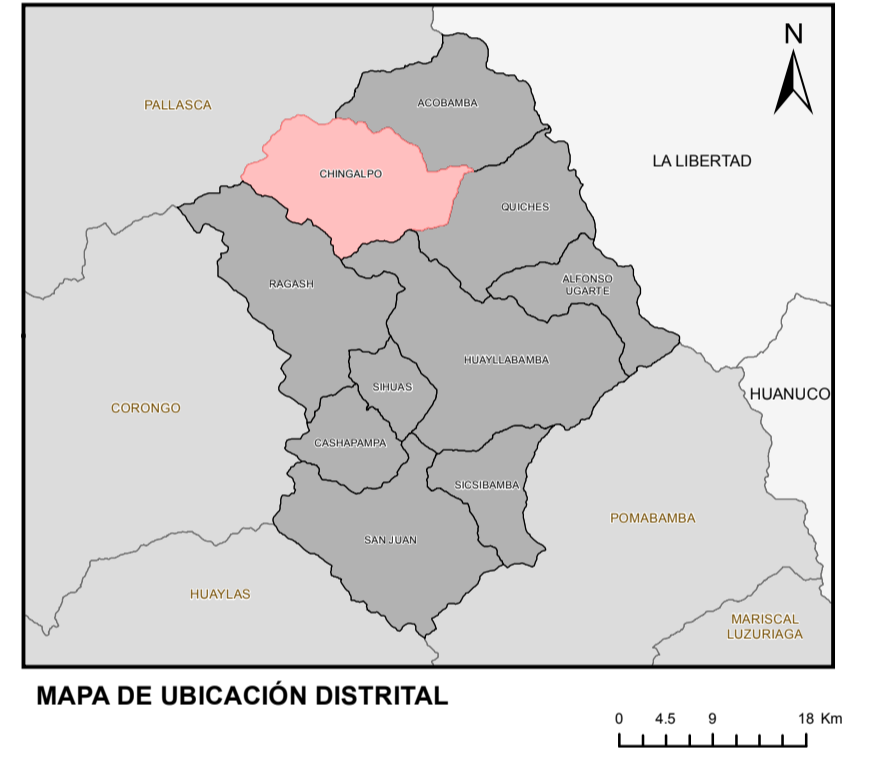 N
PALLASCA
ACOBAMBA
LA LIBERTAD
CHINGALPO
QUICHES
RAGASH
ALFONSO
UGARTE
HUAYLLABAMBA
SIHUAS
HUANUCO
CORONGO
CASHAPAMPA
SICSIBAMBA
POMABAMBA
SAN JUAN
HUAYLAS
MARISCAL
LUZURIAGA
MAPA DE UBICACIÓN DISTRITAL
0 4.5 9 18 Km